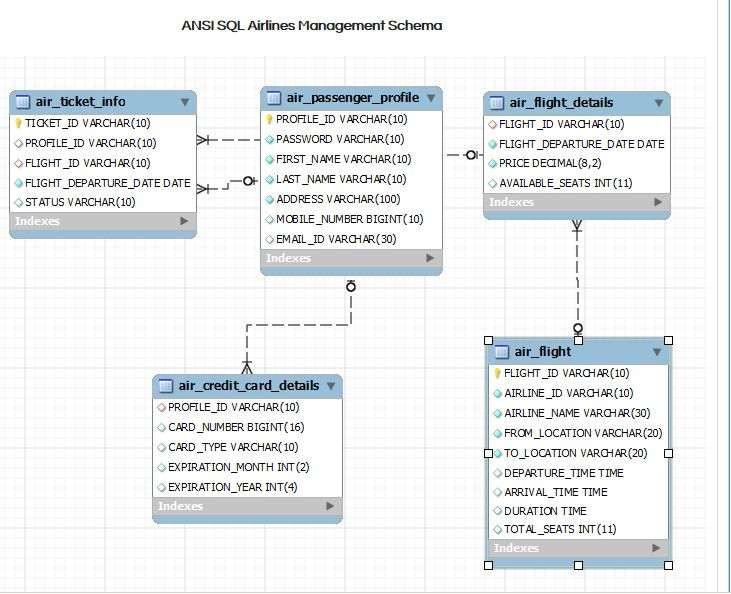 ANSI SQL Airlines Management Schema
air_ticket_info
TICKET_ID VARCHAR(10)
PROFILE_ID VARCHAR(10)
FLIGHT_ID VARCHAR(10)
FLIGHT_DEPARTURE_DATE DATE
STATUS VARCHAR(10)
Indexes
air_passenger_profile
PROFILE_ID VARCHAR(10)
PASSWORD VARCHAR(10)
FIRST_NAME VARCHAR(10)
LAST_NAME VARCHAR(10)
ADDRESS VARCHAR(100)
MOBILE_NUMBER BIGINT(10)
EMAIL_ID VARCHAR(30)
Indexes
air_flight_details
FLIGHT_ID VARCHAR(10)
FLIGHT_DEPARTURE_DATE DATE
PRICE DECIMAL(8,2)
AVAILABLE_SEATS INT(11)
Indexes
air_credit_card_details
PROFILE_ID VARCHAR(10)
CARD_NUMBER BIGINT(16)
CARD_TYPE VARCHAR(10)
EXPIRATION_MONTH INT(2)
EXPIRATION_YEAR INT(4)
Indexes
air_flight
FLIGHT_ID VARCHAR(10)
AIRLINE_ID VARCHAR(10)
AIRLINE_NAME VARCHAR(30)
FROM_LOCATION VARCHAR(20)
TO_LOCATION VARCHAR(20)
DEPARTURE_TIME TIME
ARRIVAL_TIME TIME
DURATION TIME
TOTAL_SEATS INT(11)
Indexes